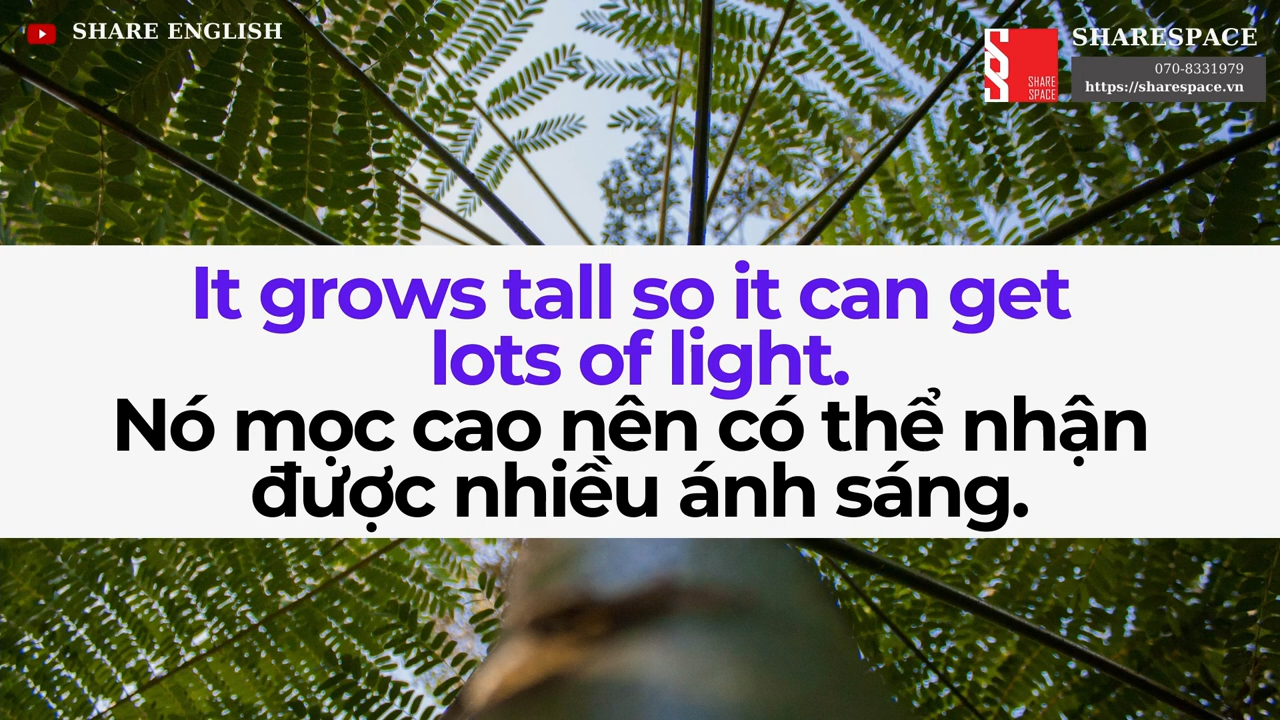 SHARE ENGLISH
SHARESPACE
070-8331979
https://sharespace.vn
SHARE
SPACE
It grows tall so it can get
lots of light.
Nó mọc cao nên có thể nhận
được nhiều ánh sáng.